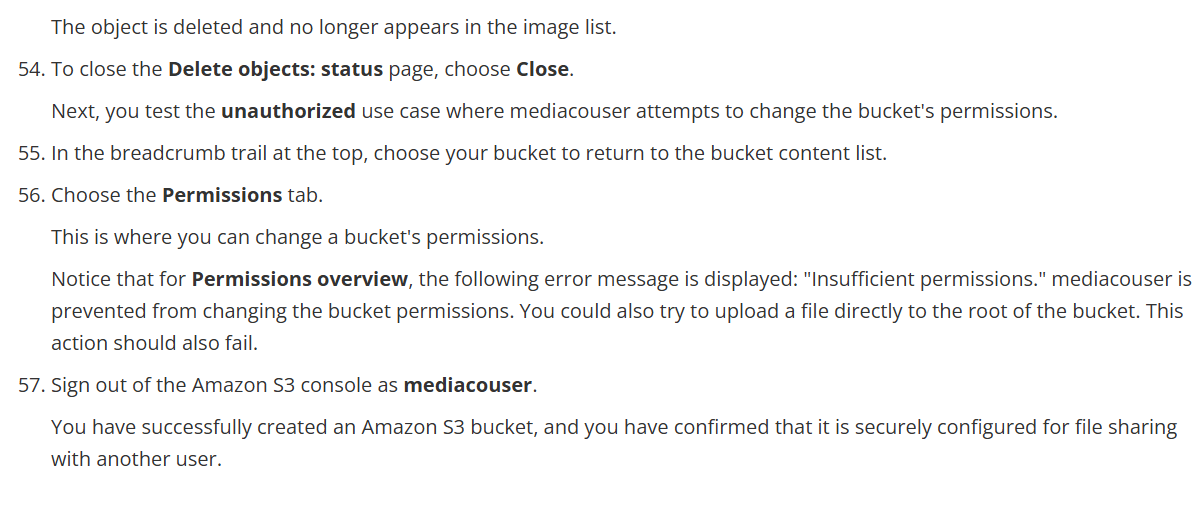 The object is deleted and no longer appears in the image list.
54. To close the Delete objects: status page, choose Close.
Next, you test the unauthorized use case where mediacouser attempts to change the bucket's permissions.
55. In the breadcrumb trail at the top, choose your bucket to return to the bucket content list.
56. Choose the Permissions tab.
This is where you can change a bucket's permissions.
Notice that for Permissions overview, the following error message is displayed: "Insufficient permissions." mediacouser is
prevented from changing the bucket permissions. You could also try to upload a file directly to the root of the bucket. This
action should also fail.
57. Sign out of the Amazon S3 console as mediacouser.
You have successfully created an Amazon S3 bucket, and you have confirmed that it is securely configured for file sharing
with another user.